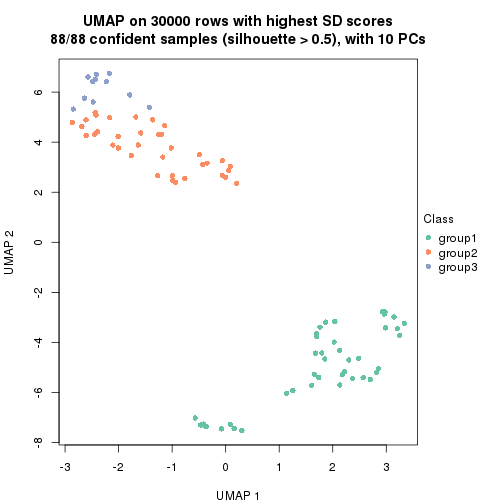 UMAP on 30000 rows with highest SD scores
88/88 confident samples (silhouette > 0.5), with 10 PCs
6
4
2
0
-2
-4
-6
-8
UMAP 2
-3
-2
-1
0
1
2
3
UMAP 1
Class
group1
group2
group3